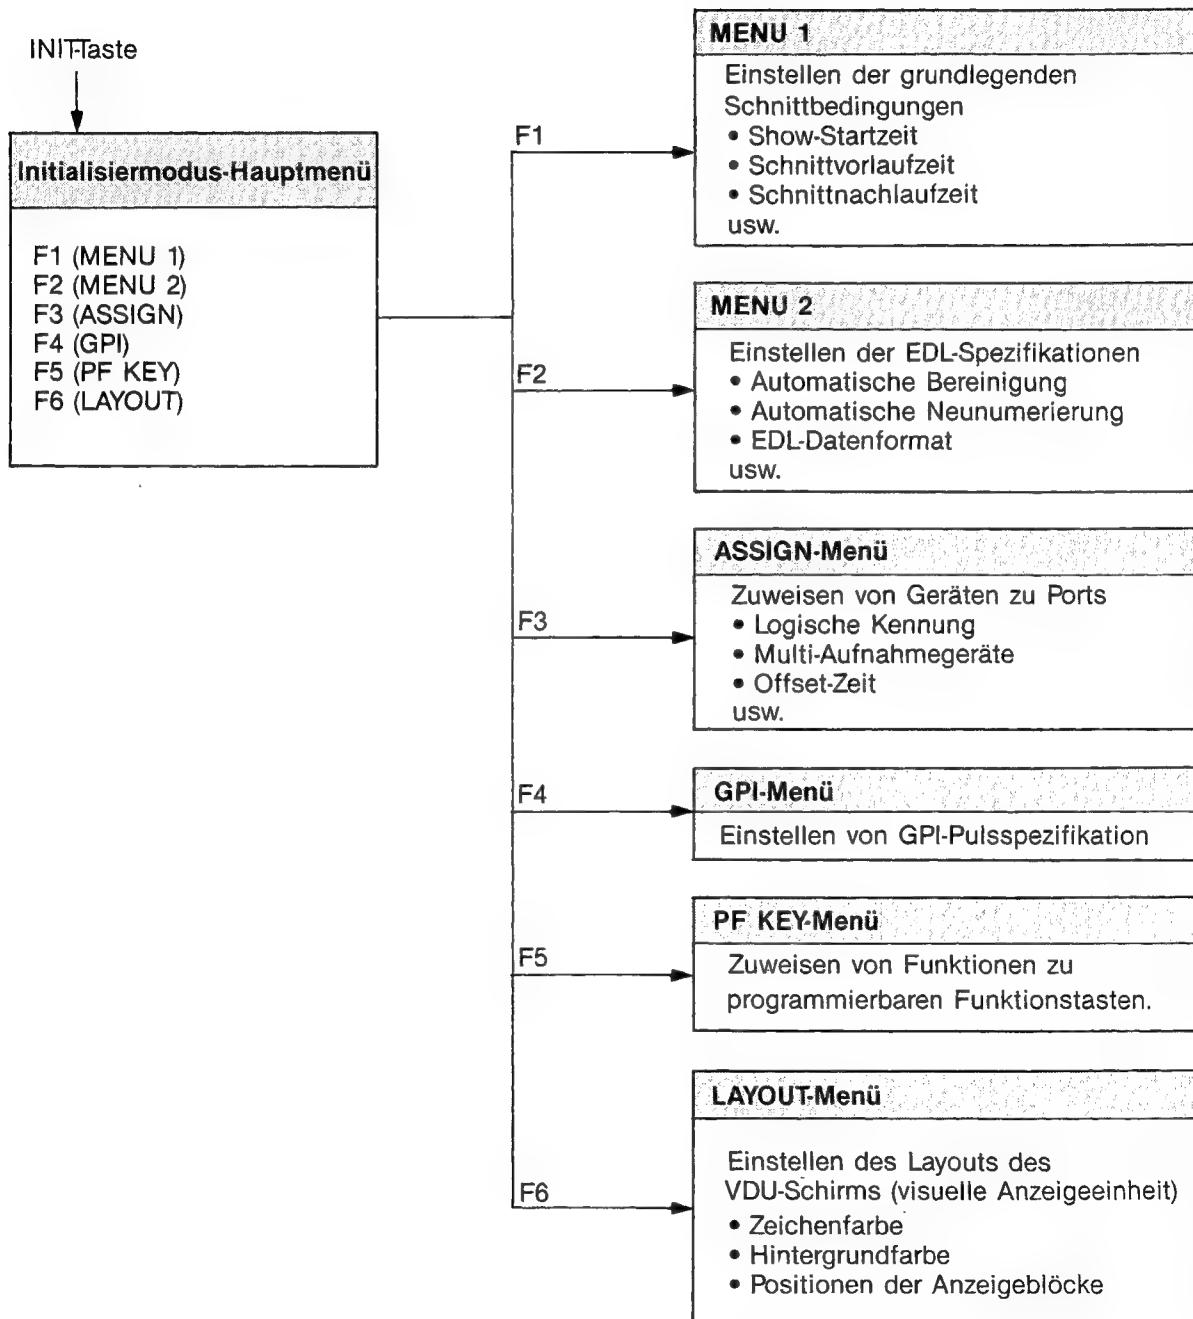 INIT-Taste
Initialisiermodus-Hauptmenü
F1 (MENU 1)
F2 (MENU 2)
F3 (ASSIGN)
F4 (GPI)
F5 (PF KEY)
F6 (LAYOUT)
F1
MENU 1
Einstellen der grundlegenden
Schnittbedingungen
• Show-Startzeit
• Schnittvorlaufzeit
• Schnittnachlaufzeit
usw.
F2
MENU 2
Einstellen der EDL-Spezifikationen
• Automatische Bereinigung
• Automatische Neunumerierung
• EDL-Datenformat
usw.
F3
ASSIGN-Menü
Zuweisen von Geräten zu Ports
• Logische Kennung
• Multi-Aufnahmegeräte
• Offset-Zeit
usw.
F4
GPI-Menü
Einstellen von GPI-Pulsspezifikation
F5
PF KEY-Menü
Zuweisen von Funktionen zu
programmierbaren Funktionstasten.
F6
LAYOUT-Menü
Einstellen des Layouts des
VDU-Schirms (visuelle Anzeigeeinheit)
• Zeichenfarbe
• Hintergrundfarbe
• Positionen der Anzeigeblöcke